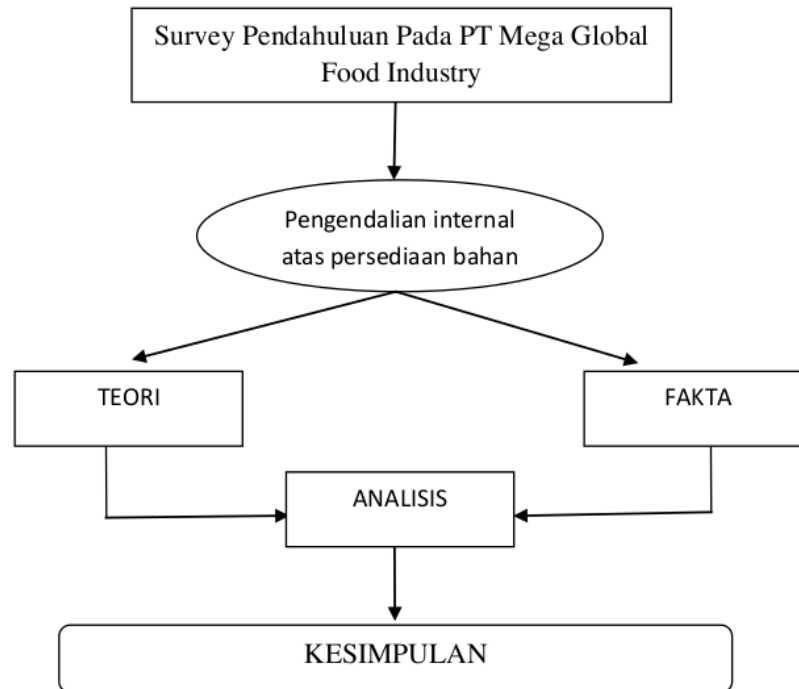 Survey Pendahuluan Pada PT Mega Global
Food Industry
Pengendalian internal
atas persediaan bahan
TEORI
FAKTA
ANALISIS
KESIMPULAN